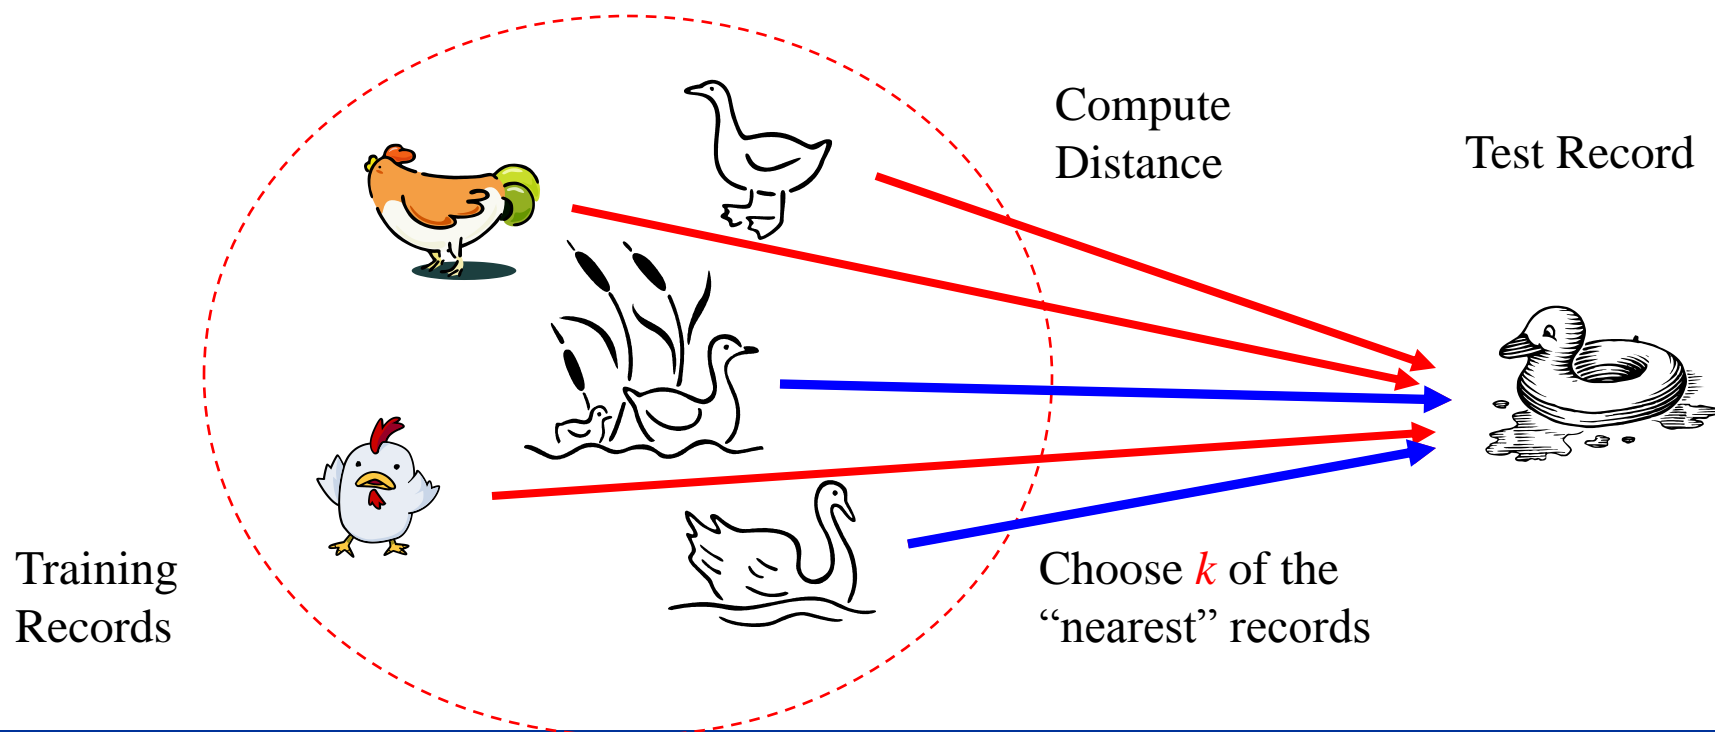 Compute
Distance
Test Record
Training
Records
Choose k of the
“nearest” records